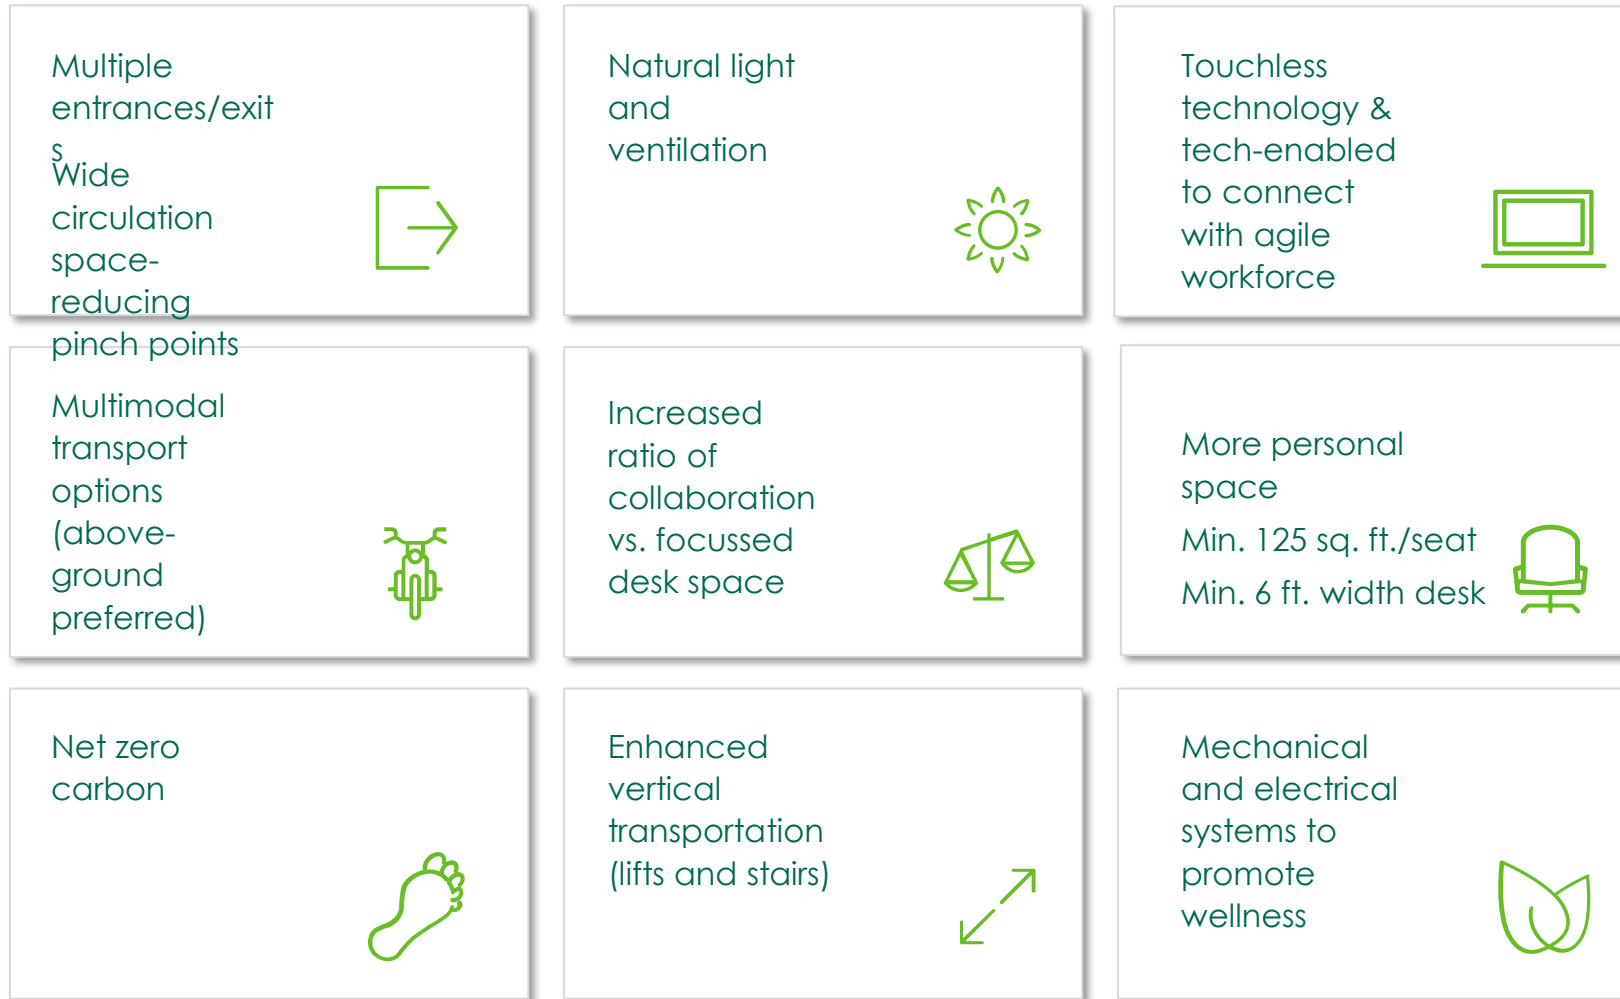 Multiple
entrances/exit
s
Wide
circulation
space-
reducing
pinch points
Natural light
and
ventilation
Touchless
technology &
tech-enabled
to connect
with agile
workforce
Multimodal
transport
options
(above-
ground
preferred)
Increased
ratio of
collaboration
vs. focussed
desk space
More personal
space
Min. 125 sq. ft./seat
Min. 6 ft. width desk
Net zero
carbon
Enhanced
vertical
transportation
(lifts and stairs)
Mechanical
and electrical
systems to
promote
wellness